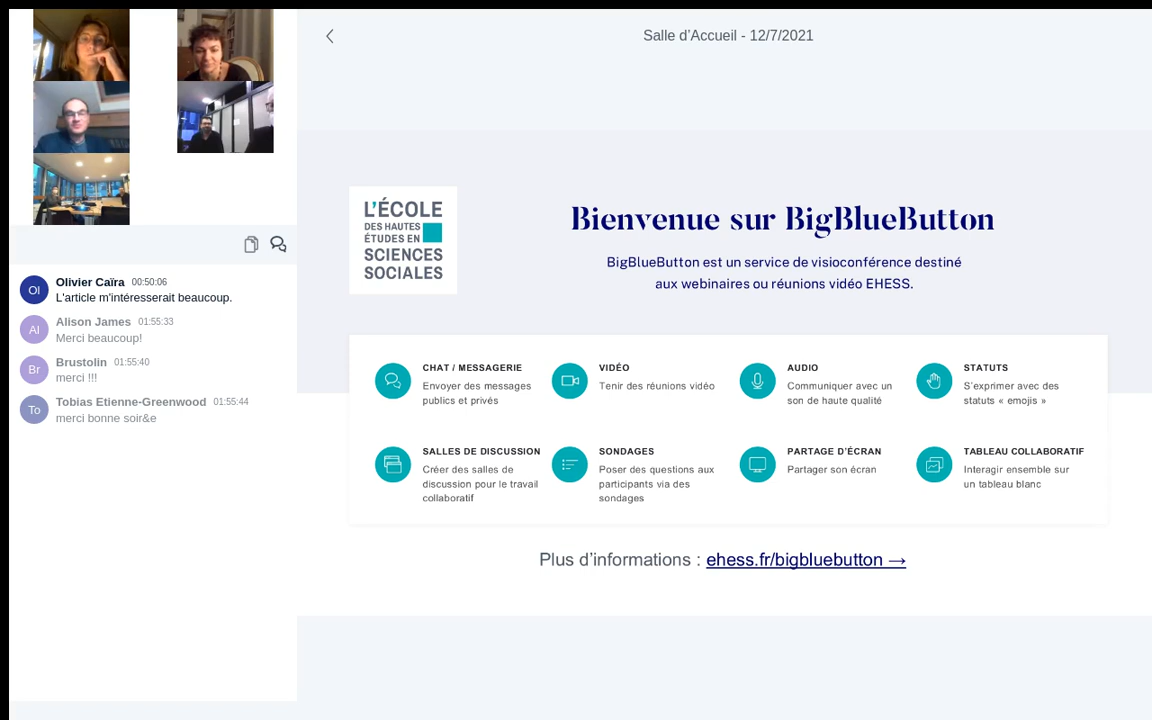 Salle d’Accueil - 12/7/2021
Ol
Olivier Caïra 00:50:06
L'article m'intéresserait beaucoup.
Al
Alison James 01:55:33
Merci beaucoup!
Br
Brustolin 01:55:40
merci !!!
To
Tobias Etienne-Greenwood 01:55:44
merci bonne soir&e
L’ÉCOLE
DES HAUTES
ÉTUDES EN
SCIENCES
SOCIALES
Bienvenue sur BigBlueButton
BigBlueButton est un service de visioconférence destiné
aux webinaires ou réunions vidéo EHESS.
CHAT / MESSAGERIE
Envoyer des messages
publics et privés
VIDÉO
Tenir des réunions vidéo
AUDIO
Communiquer avec un
son de haute qualité
STATUTS
S’exprimer avec des
statuts « emojis »
SALLES DE DISCUSSION
Créer des salles de
discussion pour le travail
collaboratif
SONDAGES
Poser des questions aux
participants via des
sondages
PARTAGE D’ÉCRAN
Partager son écran
TABLEAU COLLABORATIF
Interagir ensemble sur
un tableau blanc
Plus d’informations : ehess.fr/bigbluebutton →